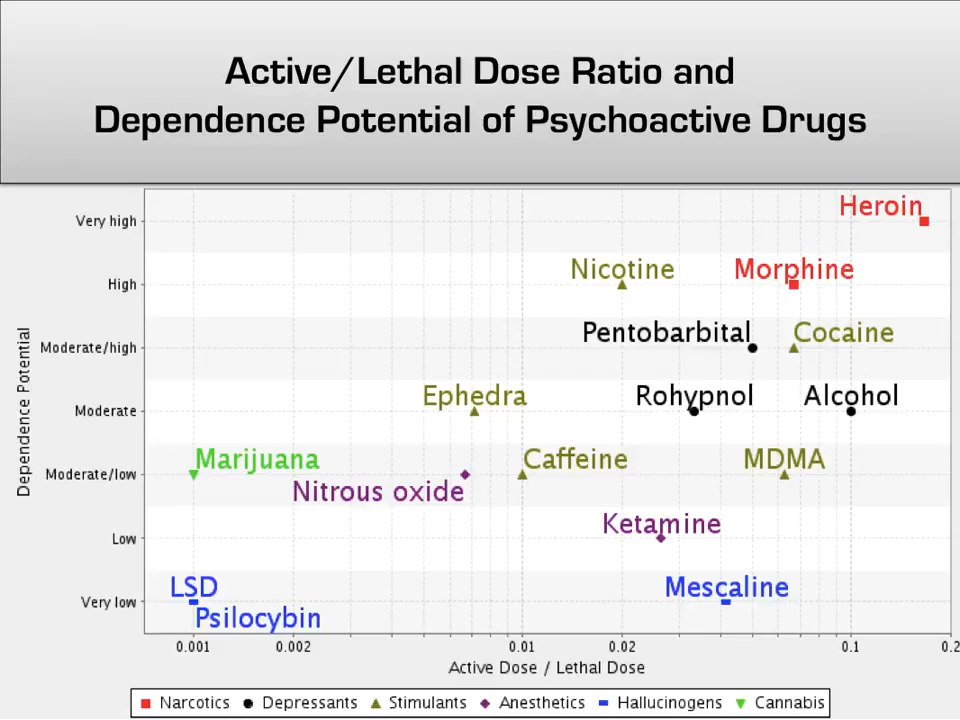 Active/Lethal Dose Ratio and
Dependence Potential of Psychoactive Drugs
Dependence Potential
Very high
High
Moderate/high
Moderate
Moderate/low
Low
Very low
Heroin
Nicotine
Morphine
Pentobarbital
Cocaine
Ephedra
Rohypnol
Alcohol
Marijuana
Caffeine
MDMA
Nitrous oxide
Ketamine
LSD
Mescaline
Psilocybin
0.001 0.002 0.01 0.02 0.1 0.2
Active Dose / Lethal Dose
Narcotics Depressants Stimulants Anesthetics Hallucinogens Cannabis